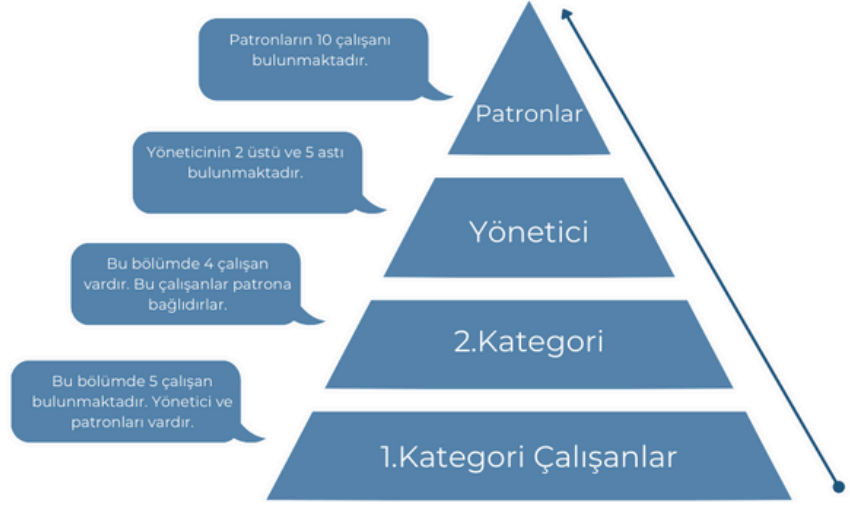 Patronların 10 çalışanı
bulunmaktadır.
Patronlar
Yöneticinin 2 üstü ve 5 astı
bulunmaktadır.
Yönetici
Bu bölümde 4 çalışan
vardır. Bu çalışanlar patrona
bağlıdırlar.
2.Kategori
Bu bölümde 5 çalışan
bulunmaktadır. Yönetici ve
patronları vardır.
1.Kategori Çalışanlar